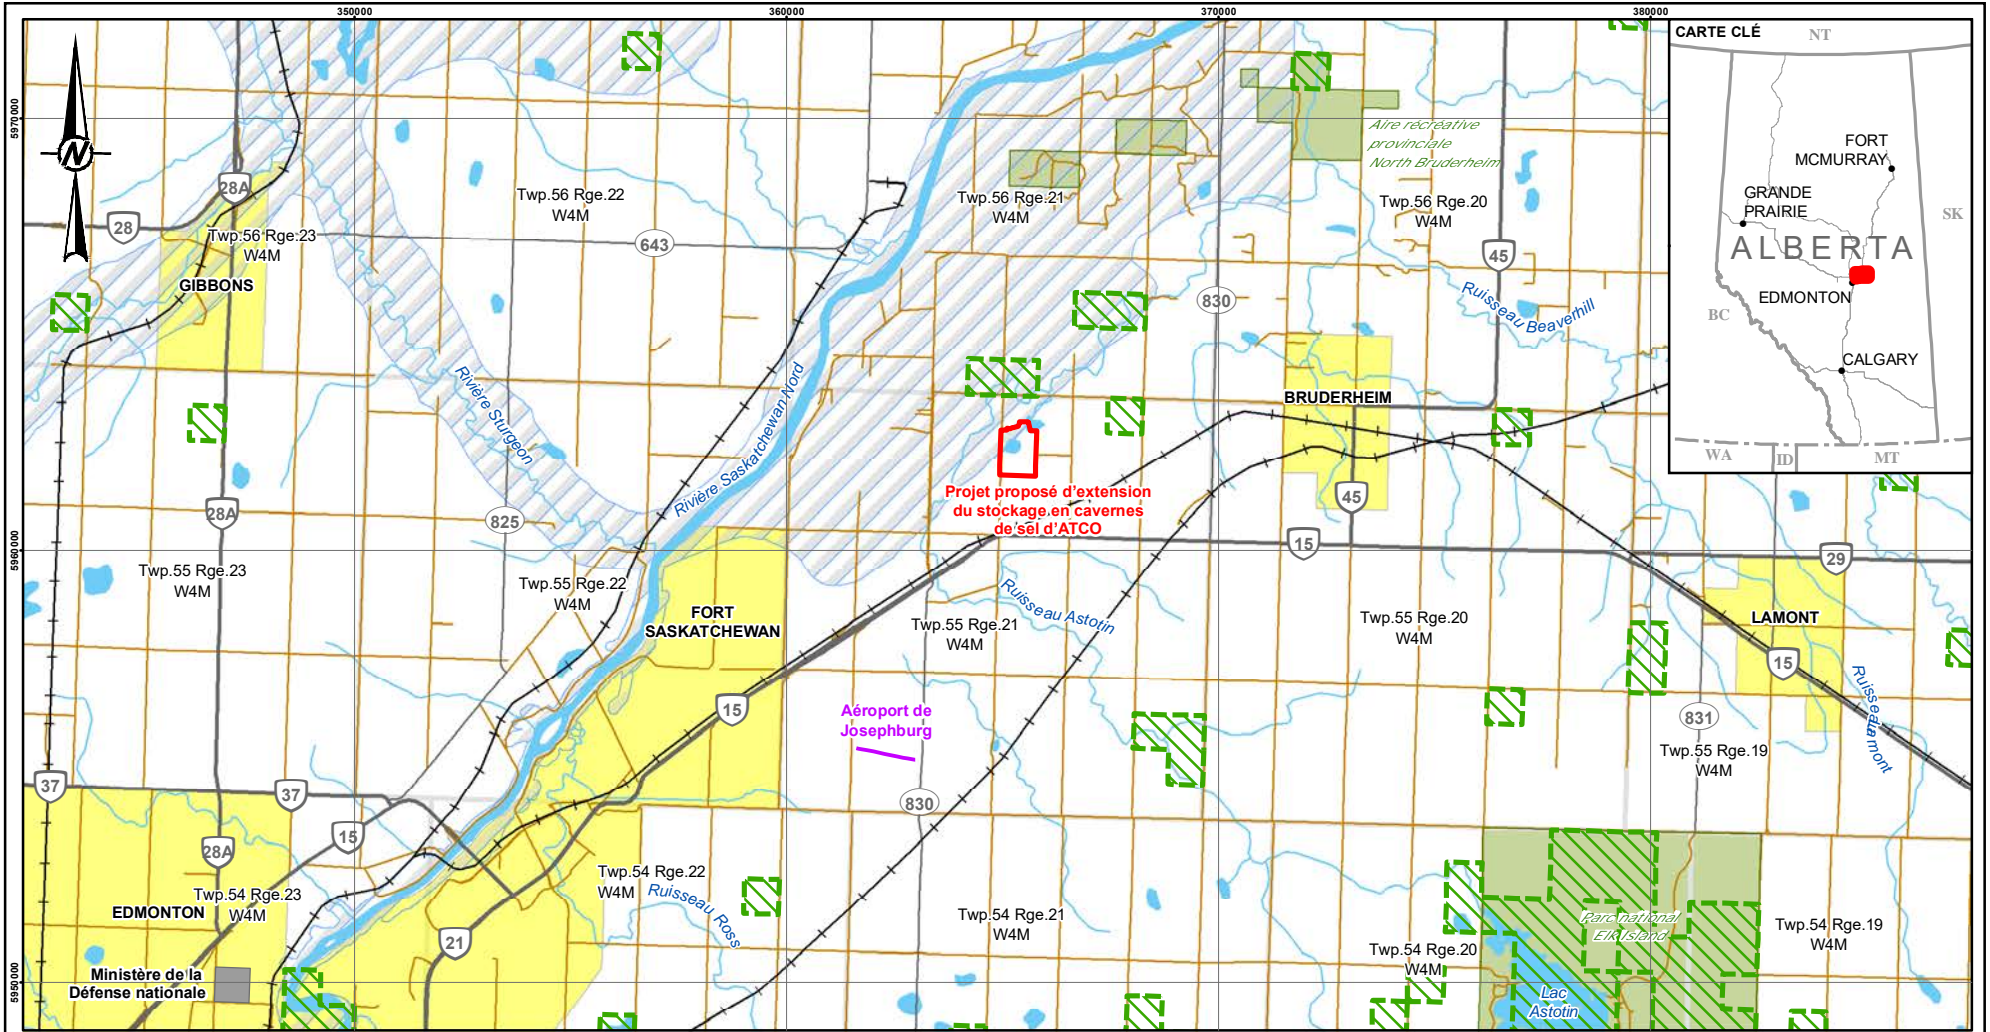 350000
360000
370000
380000
5970000
5960000
5950000
N
CARTE CLÉ
NT
FORT
MCMURRAY
GRANDE
PRAIRIE
SK
ALBERTA
EDMONTON
BC
CALGARY
WA
ID
MT
Aire récréative
provinciale
North Bruderheim
28A
Twp.56 Rge.22
W4M
Twp.56 Rge.21
W4M
Twp.56 Rge.20
W4M
28
Twp.56 Rge.23
W4M
643
45
GIBBONS
830
Ruisseau Beaverhill
Rivière Sturgeon
Rivière Saskatchewan Nord
BRUDERHEIM
Projet proposé d'extension
du stockage en cavernes
de sel d'ATCO
45
28A
825
15
29
Twp.55 Rge.23
W4M
Twp.55 Rge.22
W4M
FORT
SASKATCHEWAN
Ruisseau Astotin
Twp.55 Rge.21
W4M
Twp.55 Rge.20
W4M
LAMONT
15
Ruisseau Lamont
15
Aéroport de
Josephburg
831
Twp.55 Rge.19
W4M
37
37
830
15
28A
Twp.54 Rge.23
W4M
EDMONTON
Twp.54 Rge.22
W4M
Ruisseau Ross
Twp.54 Rge.21
W4M
Parc national
Elk Island
Twp.54 Rge.19
W4M
21
Twp.54 Rge.20
W4M
Ministère de la
Défense nationale
Lac
Astotin